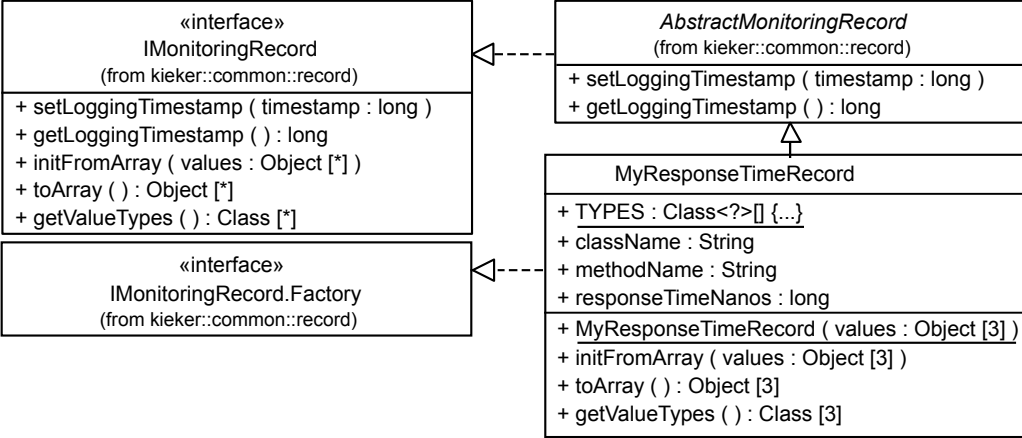 «interface»
IMonitoringRecord
(from kieker::common::record)
+ setLoggingTimestamp ( timestamp : long )
+ getLoggingTimestamp ( ) : long
+ initFromArray ( values : Object [*] )
+ toArray ( ) : Object [*]
+ getValueTypes ( ) : Class [*]
«interface»
IMonitoringRecord.Factory
(from kieker::common::record)
AbstractMonitoringRecord
(from kieker::common::record)
+ setLoggingTimestamp ( timestamp : long )
+ getLoggingTimestamp ( ) : long
MyResponseTimeRecord
+ TYPES : Class<?>[] {...}
+ className : String
+ methodName : String
+ responseTimeNanos : long
+ MyResponseTimeRecord ( values : Object [3] )
+ initFromArray ( values : Object [3] )
+ toArray ( ) : Object [3]
+ getValueTypes ( ) : Class [3]